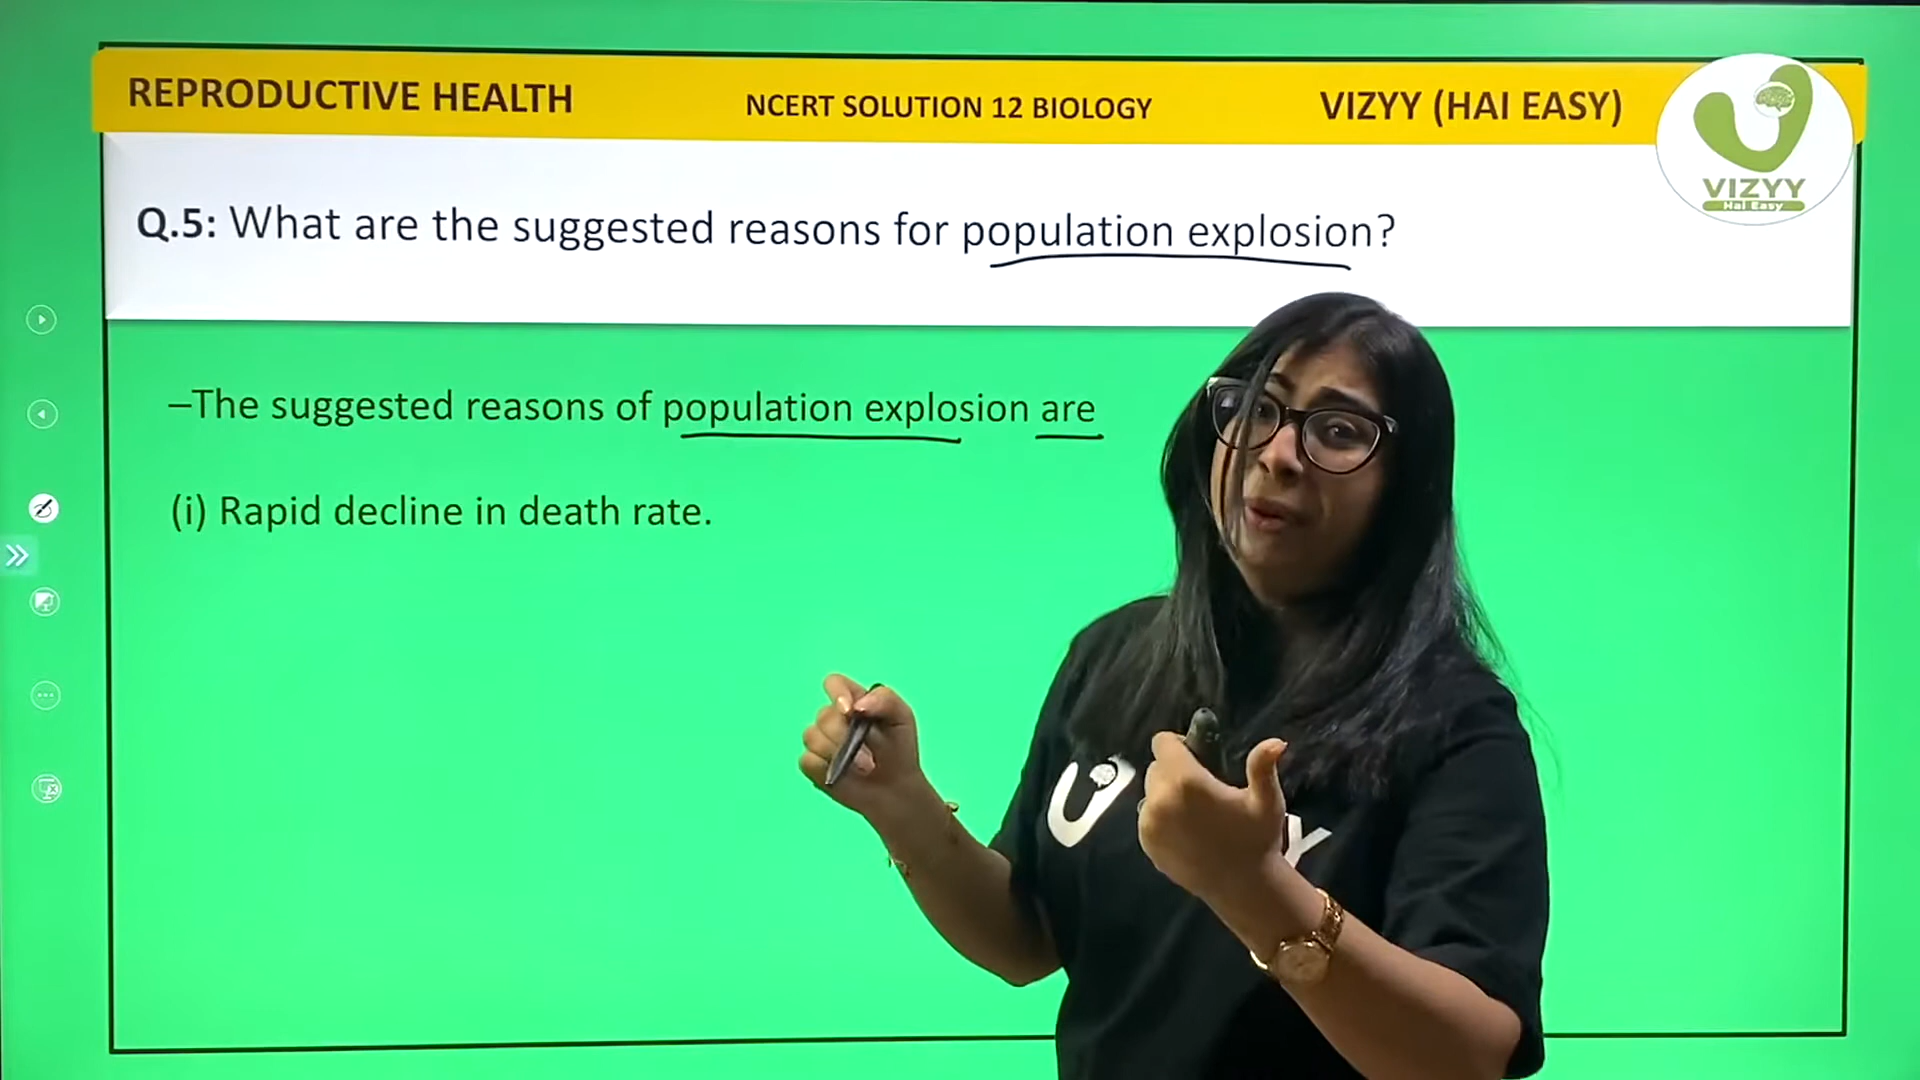 REPRODUCTIVE HEALTH NCERT SOLUTION 12 BIOLOGY VIZYY (HAI EASY)
VIZYY
Hai Easy
Q.5: What are the suggested reasons for population explosion?
–The suggested reasons of population explosion are
(i) Rapid decline in death rate.